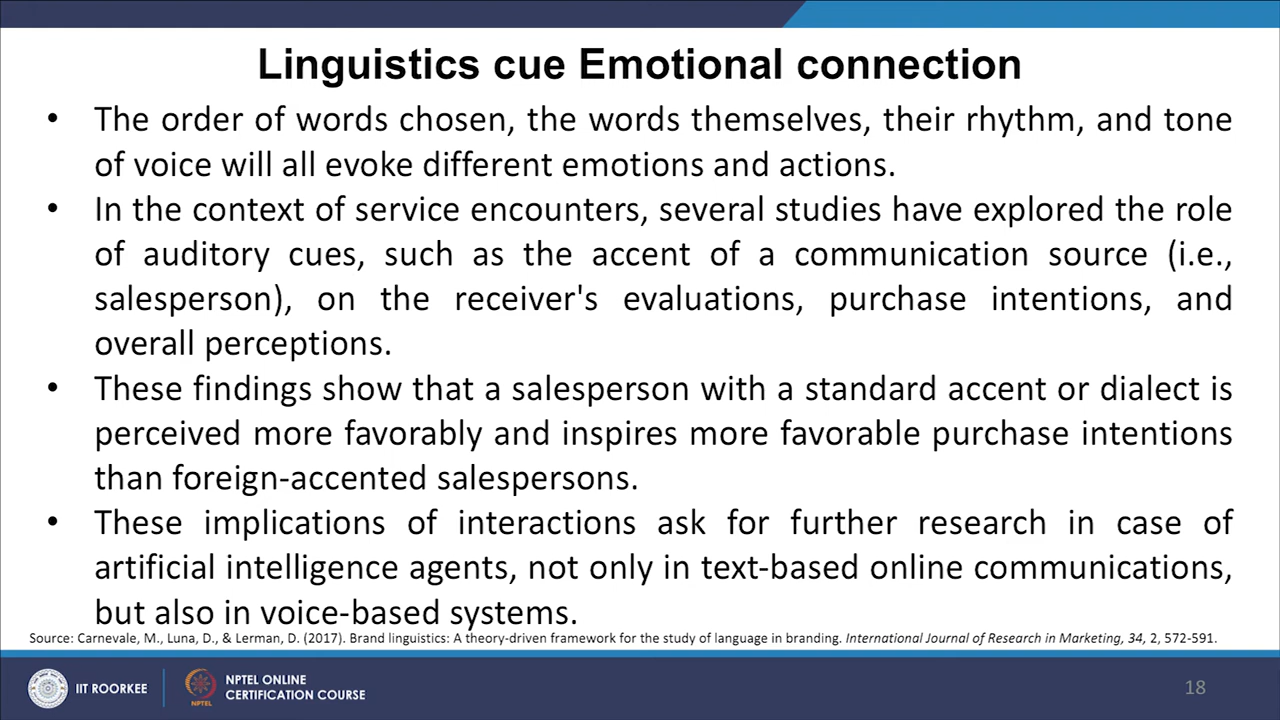 Linguistics cue Emotional connection
• The order of words chosen, the words themselves, their rhythm, and tone
of voice will all evoke different emotions and actions.
• In the context of service encounters, several studies have explored the role
of auditory cues, such as the accent of a communication source (i.e.,
salesperson), on the receiver's evaluations, purchase intentions, and
overall perceptions.
• These findings show that a salesperson with a standard accent or dialect is
perceived more favorably and inspires more favorable purchase intentions
than foreign-accented salespersons.
• These implications of interactions ask for further research in case of
artificial intelligence agents, not only in text-based online communications,
but also in voice-based systems.
Source: Carnevale, M., Luna, D., & Lerman, D. (2017). Brand linguistics: A theory-driven framework for the study of language in branding. International Journal of Research in Marketing, 34, 2, 572-591.
IIT ROORKEE
NPTEL
NPTEL ONLINE
CERTIFICATION COURSE
18